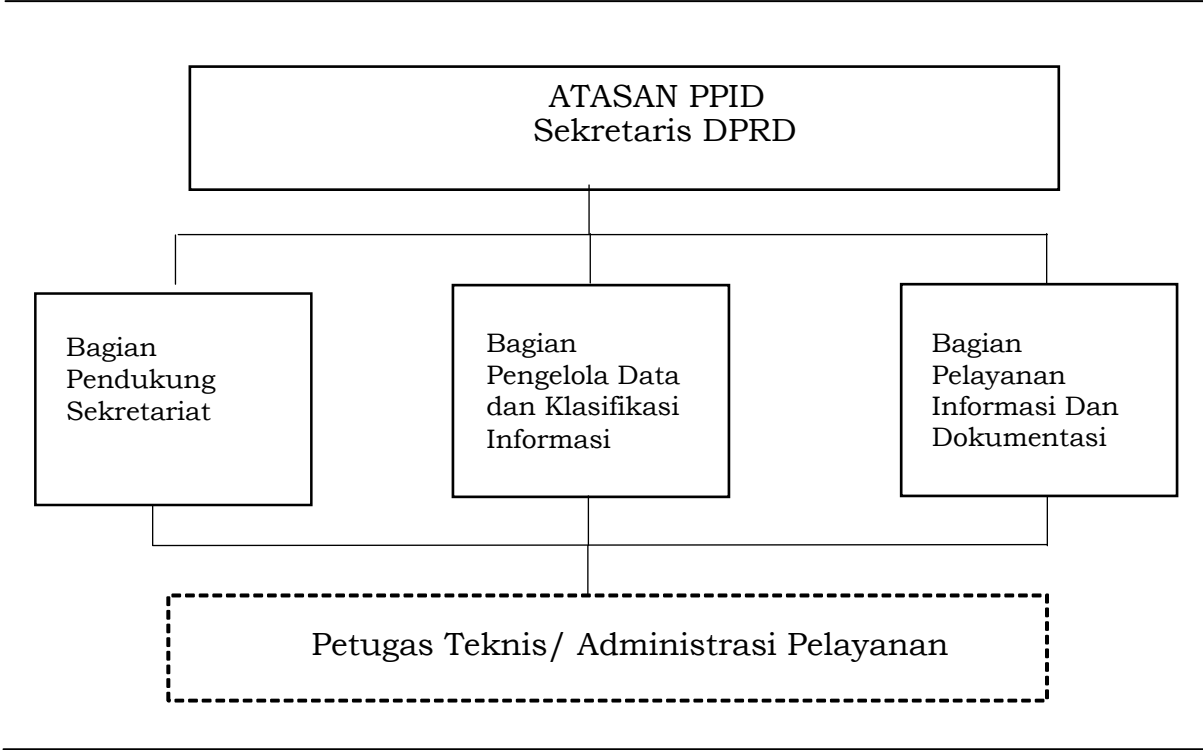 ATASAN PPID
Sekretaris DPRD
Bagian
Pendukung
Sekretariat
Bagian
Pengelola Data
dan Klasifikasi
Informasi
Bagian
Pelayanan
Informasi Dan
Dokumentasi
Petugas Teknis/ Administrasi Pelayanan